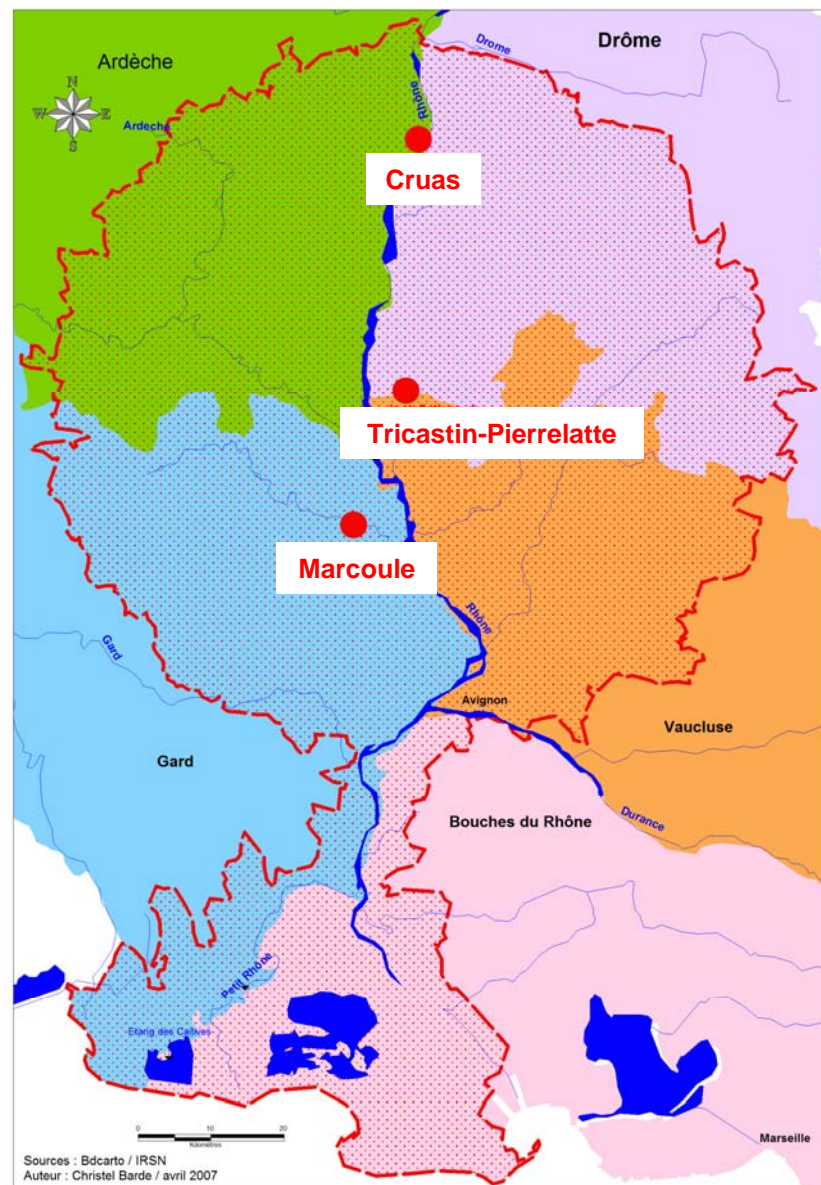 Ardèche
Drome
Drôme
N
W
E
S
Ardeche
Rhône
Cruas
Tricastin-Pierrelatte
Marcoule
Rhône
Gard
Avignon
Vaucluse
Gard
Bouches du Rhône
Durance
Petit Rhône
Etang des Caitives
0 10 20
Kilomètres
Marseille
Sources : Bdcarto / IRSN
Auteur : Christel Barde / avril 2007